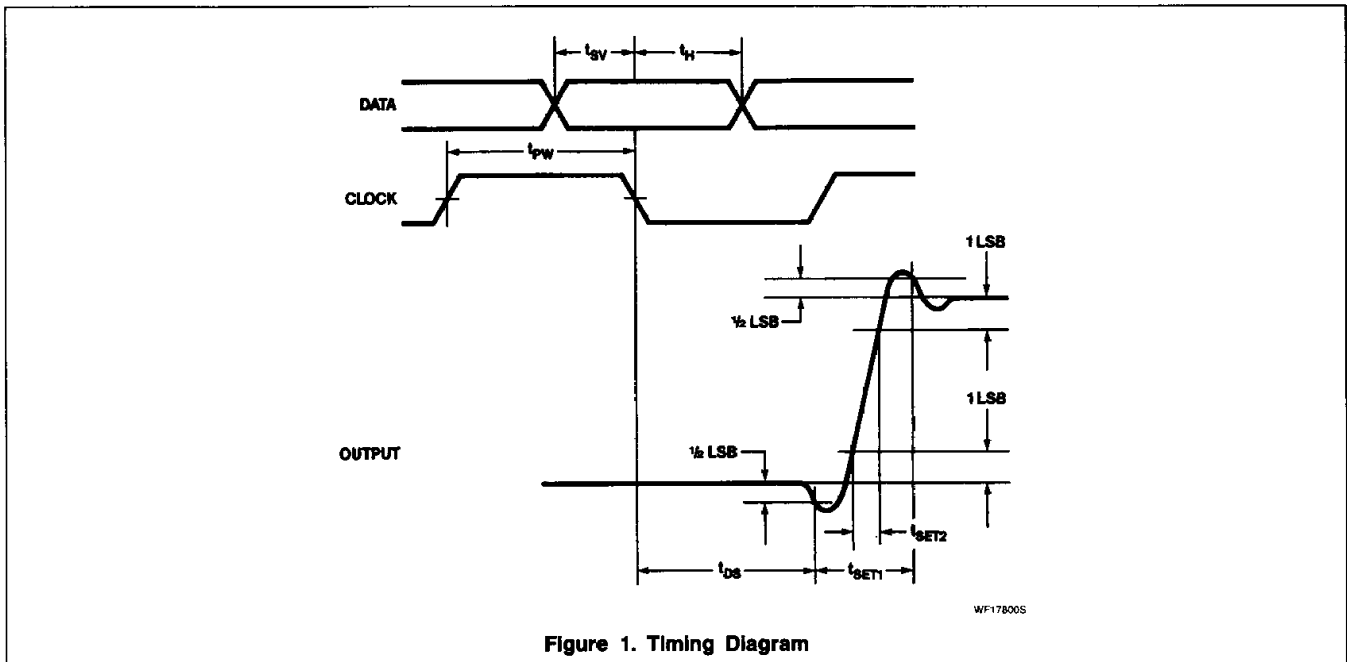 tSV
tH
DATA
tPW
CLOCK
1 LSB
½ LSB
1 LSB
½ LSB
OUTPUT
tSET2
tDS
tSET1
WF17800S
Figure 1. Timing Diagram